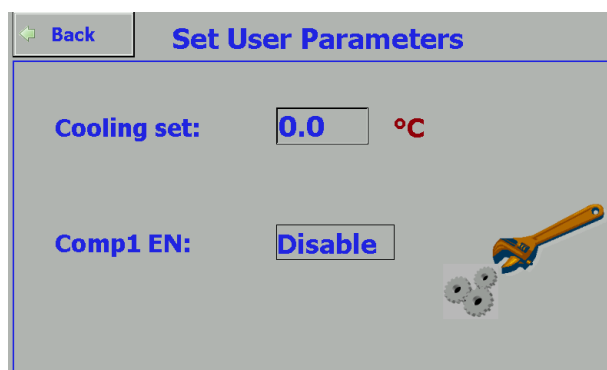 Back
Set User Parameters
Cooling set: 0.0 °C
Comp1 EN: Disable